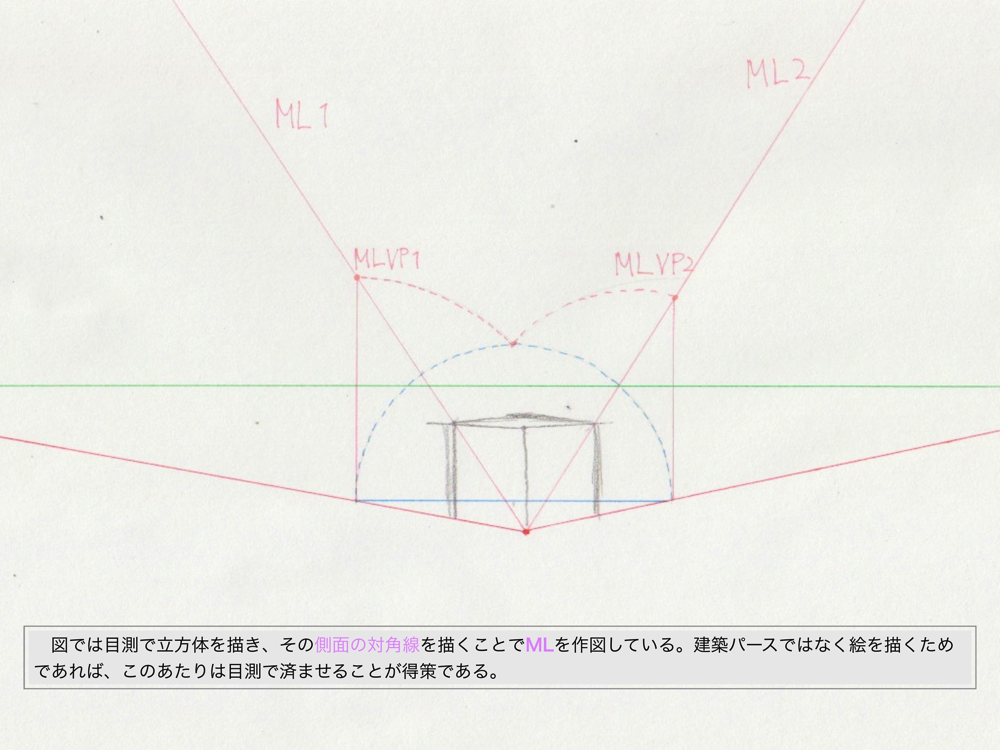 ML1
ML2
MLVP1
MLVP2
図では目測で立方体を描き、その側面の対角線を描くことでMLを作図している。建築パースではなく絵を描くため
であれば、このあたりは目測で済ませることが得策である。